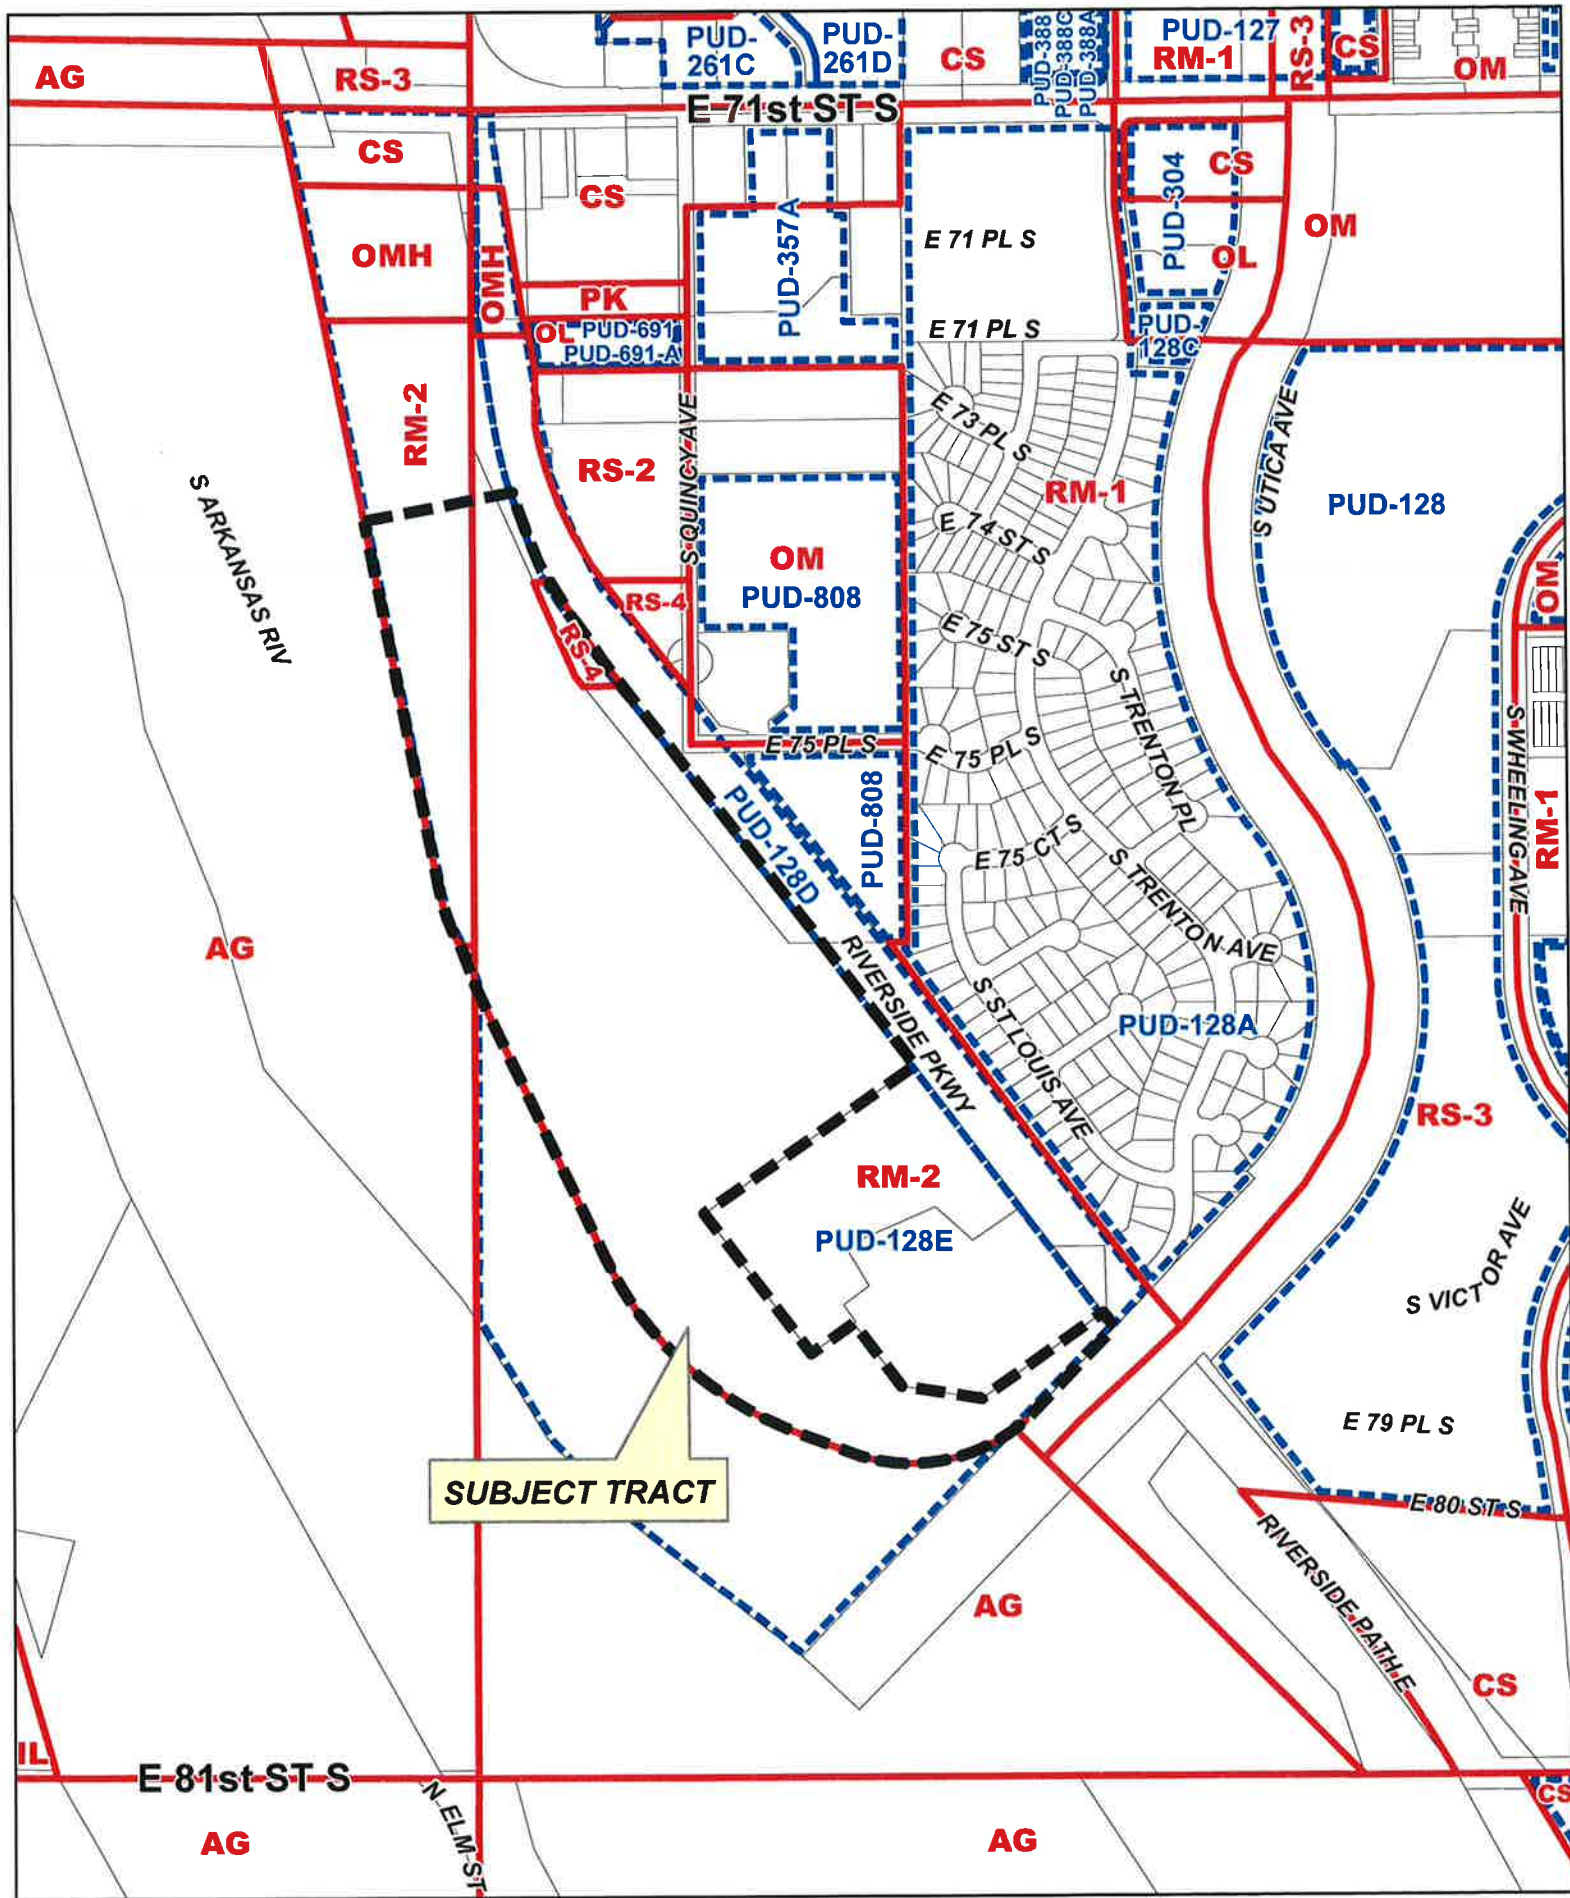 PUD-
261C
PUD-
261D
CS
PUD-388
PUD-388C
PUD-388A
PUD-127
RM-1
RS-3
CS
OM
AG
RS-3
E 71st ST S
CS
CS
PUD-304
CS
OMH
OMH
PUD-357A
E 71 PL S
OL
OM
PK
OL
PUD-691
PUD-691-A
E 71 PL S
PUD-
128C
RM-2
S QUINCY AVE
E 73 PL S
S UTICA AVE
RS-2
RM-1
PUD-128
S ARKANSAS RIV
E 74 ST S
OM
PUD-808
OM
RS-4
RS-4
E 75 ST S
S TRENTON PL
S WHEELING AVE
E 75 PL S
E 75 PL S
PUD-128D
PUD-808
RM-1
E 75 CT S
S TRENTON AVE
AG
RIVERSIDE PKWY
S ST LOUIS AVE
PUD-128A
RS-3
RM-2
PUD-128E
S VICTOR AVE
E 79 PL S
SUBJECT TRACT
E 80 ST S
RIVERSIDE PATH E
AG
CS
IL
E 81st ST S
N ELM ST
CS
AG
AG